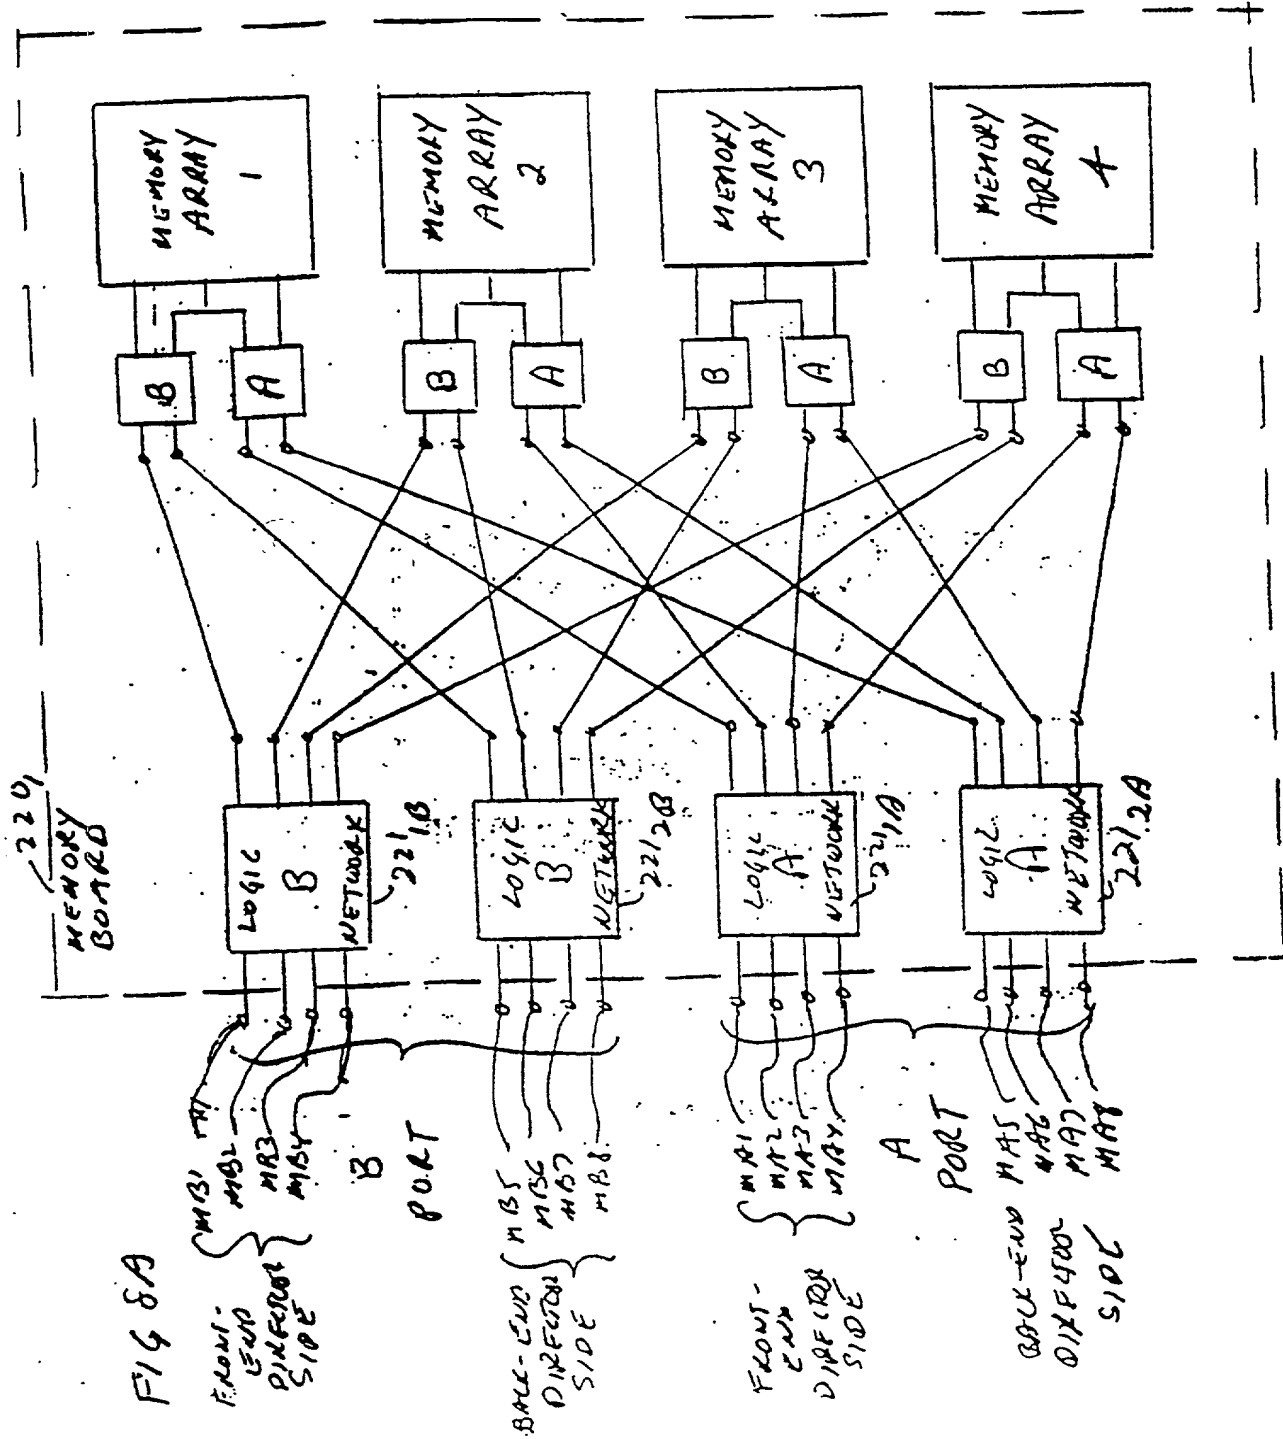 FIG 8A
220,
MEMORY
BOARD
MEMORY
ARRAY
1
MEMORY
ARRAY
2
MEMORY
ARRAY
3
MEMORY
ARRAY
4
B
A
B
A
B
A
B
A
LOGIC
B
NETWORK
221,1B
LOGIC
B
NETWORK
221,2B
LOGIC
A
NETWORK
221,1A
LOGIC
A
NETWORK
221,2A
FRONT-
END
DIRECTOR
SIDE
MB1
MB2
MB3
MB4
B
PORT
BACK-END
DIRECTOR
SIDE
MB5
MB6
MB7
MB8
FRONT-
END
DIRECTOR
SIDE
MA1
MA2
MA3
MA4
A
PORT
BACK-END
DIRECTOR
SIDE
MA5
MA6
MA7
MA8